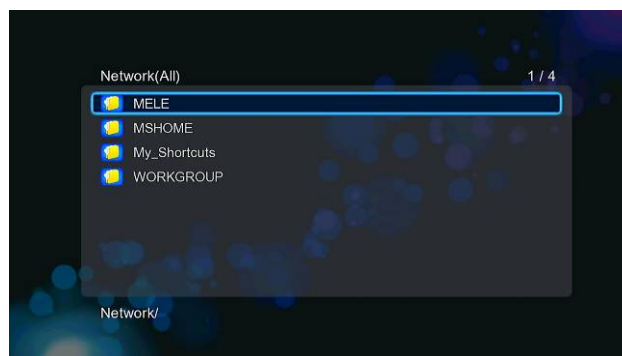 Network(All) 1 / 4
MELE
MSHOME
My_Shortcuts
WORKGROUP
Network/